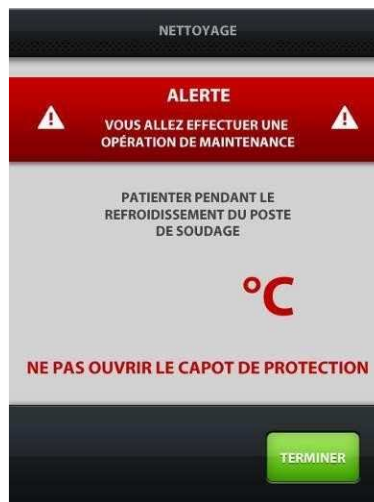 NETTOYAGE
ALERTE
VOUS ALLEZ EFFECTUER UNE
OPÉRATION DE MAINTENANCE
PATIENTER PENDANT LE
REFROIDISSEMENT DU POSTE
DE SOUDAGE
°C
NE PAS OUVRIR LE CAPOT DE PROTECTION
TERMINER